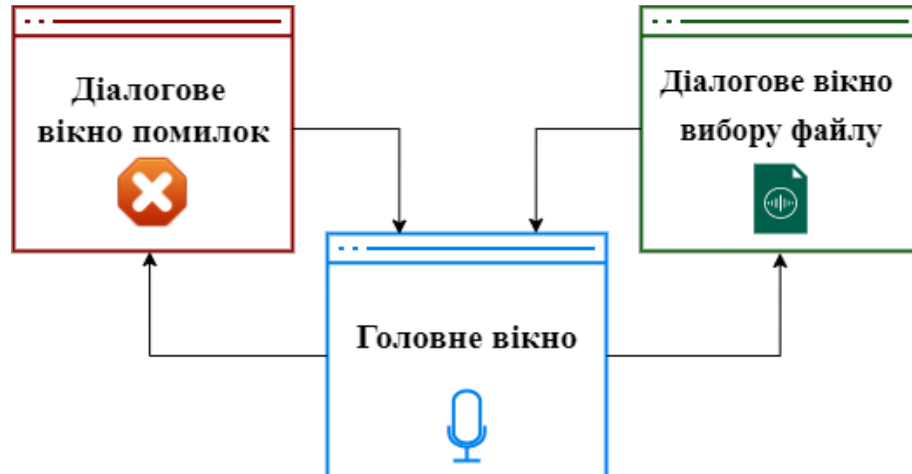 Діалогове
вікно помилок
Діалогове вікно
вибору файлу
Головне вікно